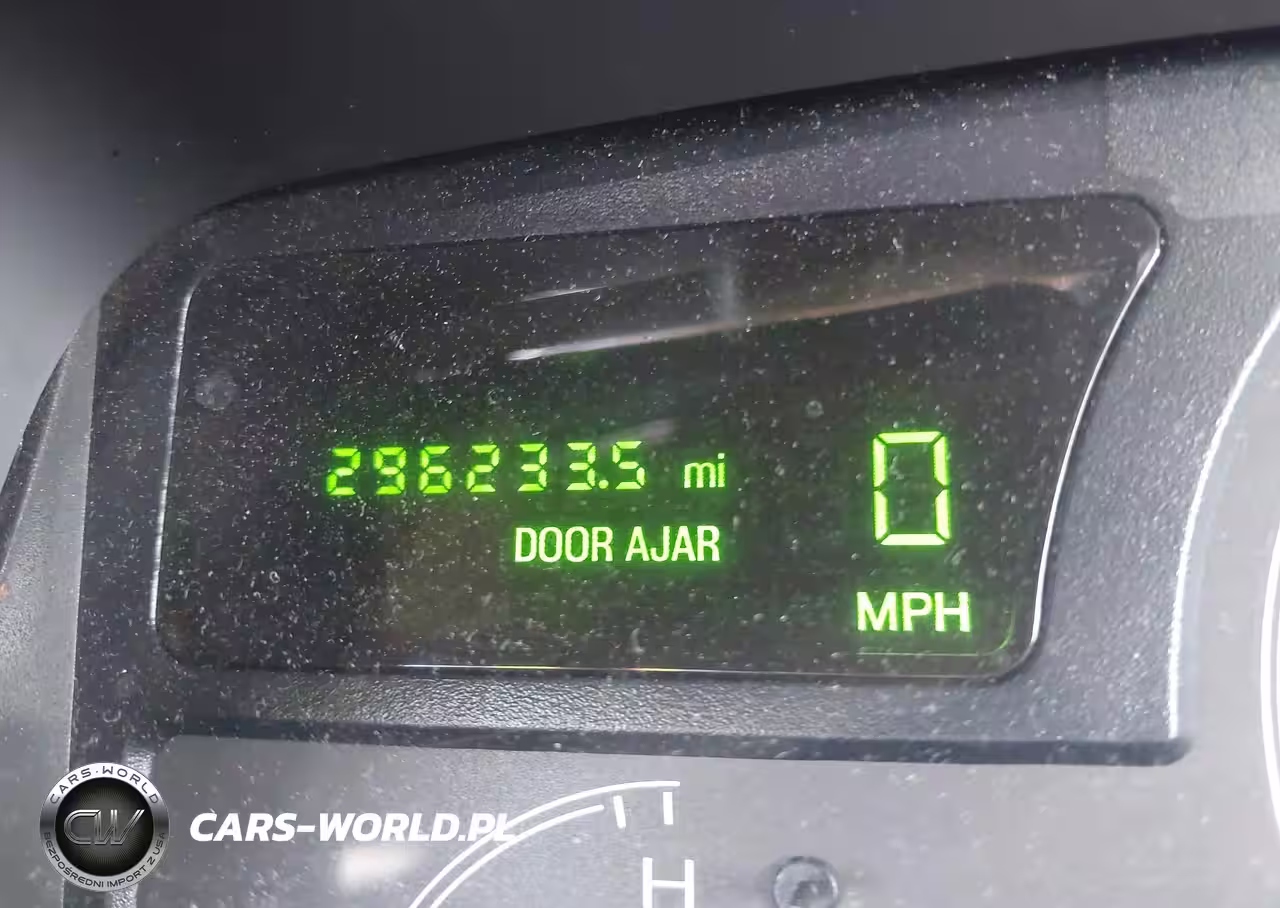 296233.5 mi
DOOR AJAR
0
MPH
H
CARS-WORLD
CW
BEZPOŚREDNI IMPORT Z USA
CARS-WORLD.PL